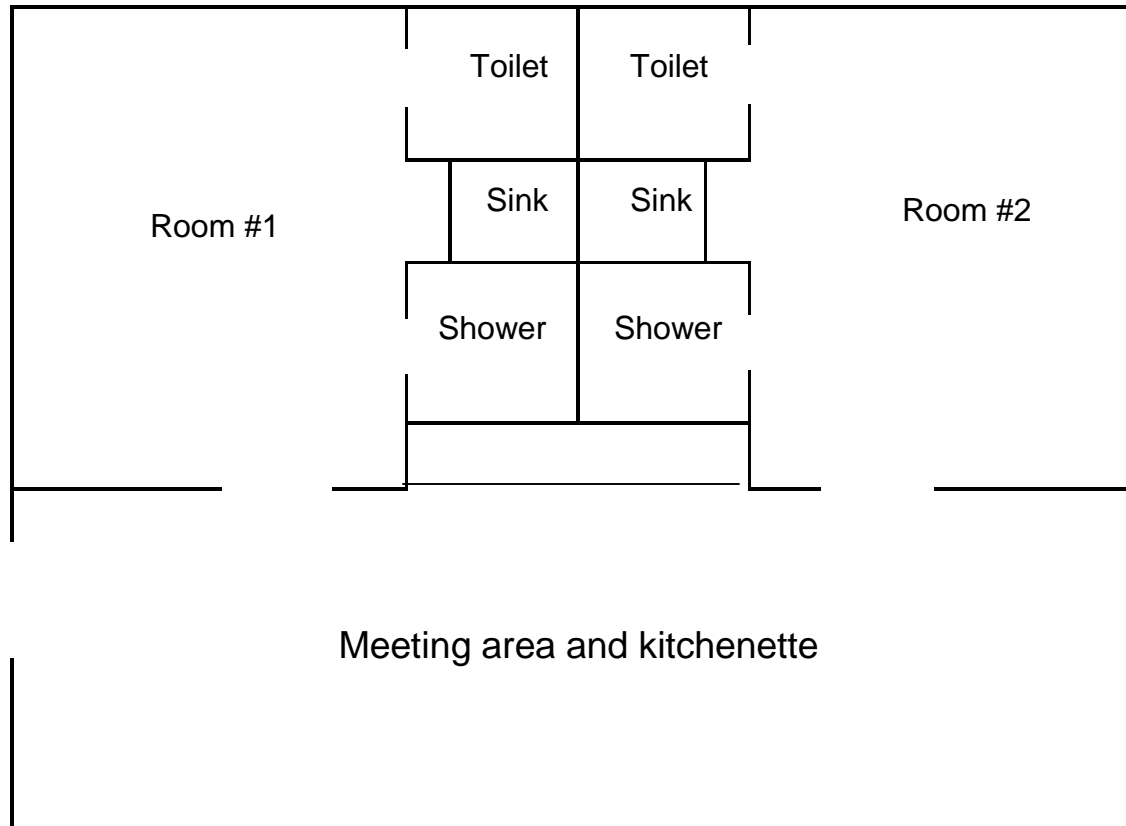 Toilet Toilet
Sink Sink
Room #1
Room #2
Shower Shower
Meeting area and kitchenette